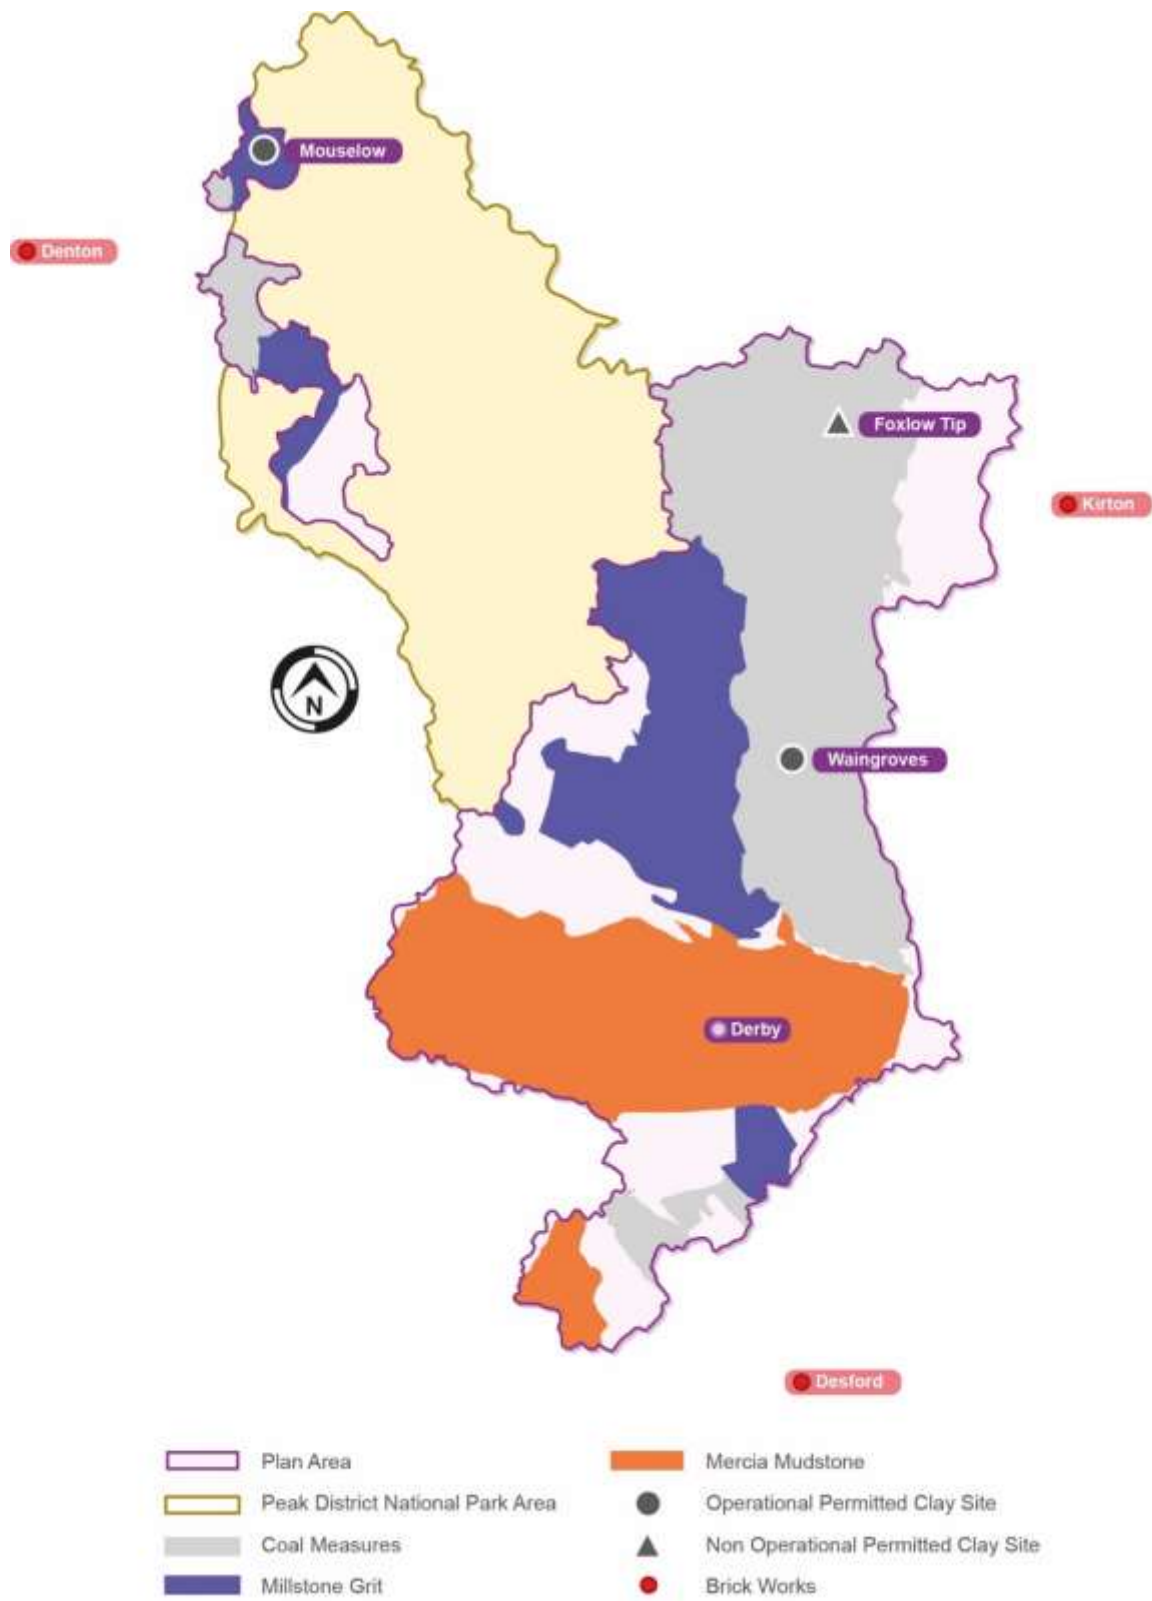 Mouselow
Denton
Foxlow Tip
Kirton
N
Waingroves
Derby
Desford
Plan Area
Mercia Mudstone
Peak District National Park Area
Operational Permitted Clay Site
Coal Measures
Non Operational Permitted Clay Site
Millstone Grit
Brick Works